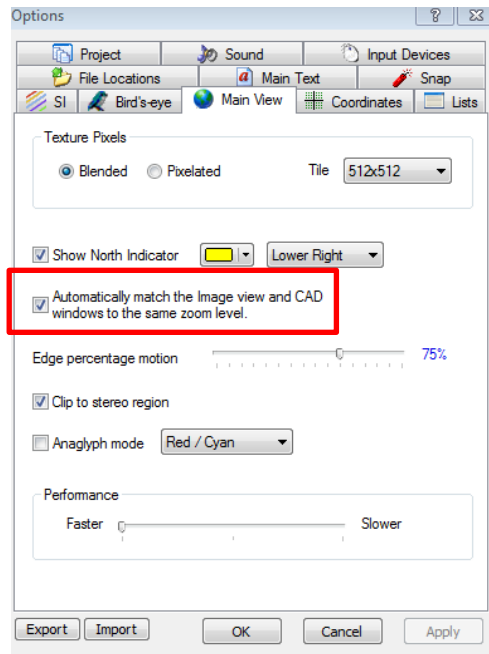 Options
?
Project
Sound
Input Devices
File Locations
a Main Text
Snap
SI
Bird's-eye
Main View
Coordinates
Lists
Texture Pixels
Blended
Pixelated
Tile
512x512
Show North Indicator
Lower Right
Automatically match the Image view and CAD
windows to the same zoom level.
Edge percentage motion
75%
Clip to stereo region
Anaglyph mode
Red / Cyan
Performance
Faster
Slower
Export
Import
OK
Cancel
Apply